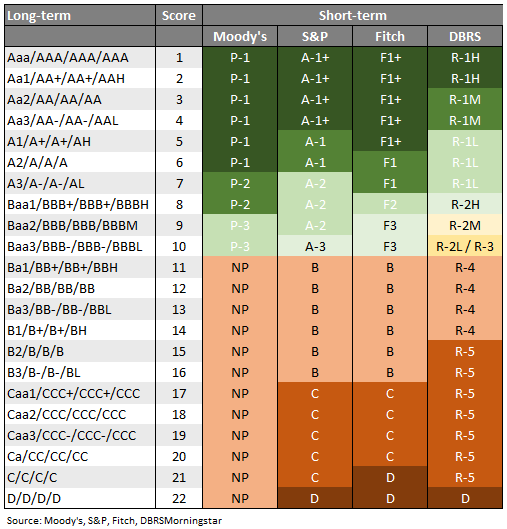 Long-term Score Short-term
Moody's S&P Fitch DBRS
Aaa/AAA/AAA/AAA 1 P-1 A-1+ F1+ R-1H
Aa1/AA+/AA+/AAH 2 P-1 A-1+ F1+ R-1H
Aa2/AA/AA/AA 3 P-1 A-1+ F1+ R-1M
Aa3/AA-/AA-/AAL 4 P-1 A-1+ F1+ R-1M
A1/A+/A+/AH 5 P-1 A-1 F1+ R-1L
A2/A/A/A 6 P-1 A-1 F1 R-1L
A3/A-/A-/AL 7 P-2 A-2 F1 R-1L
Baa1/BBB+/BBB+/BBBH 8 P-2 A-2 F2 R-2H
Baa2/BBB/BBB/BBBM 9 P-3 A-2 F3 R-2M
Baa3/BBB-/BBB-/BBBL 10 P-3 A-3 F3 R-2L / R-3
Ba1/BB+/BB+/BBH 11 NP B B R-4
Ba2/BB/BB/BB 12 NP B B R-4
Ba3/BB-/BB-/BBL 13 NP B B R-4
B1/B+/B+/BH 14 NP B B R-4
B2/B/B/B 15 NP B B R-5
B3/B-/B-/BL 16 NP B B R-5
Caa1/CCC+/CCC+/CCC 17 NP C C R-5
Caa2/CCC/CCC/CCC 18 NP C C R-5
Caa3/CCC-/CCC-/CCC 19 NP C C R-5
Ca/CC/CC/CC 20 NP C C R-5
C/C/C/C 21 NP C D R-5
D/D/D/D 22 NP D D D
Source: Moody's, S&P, Fitch, DBRSMorningstar